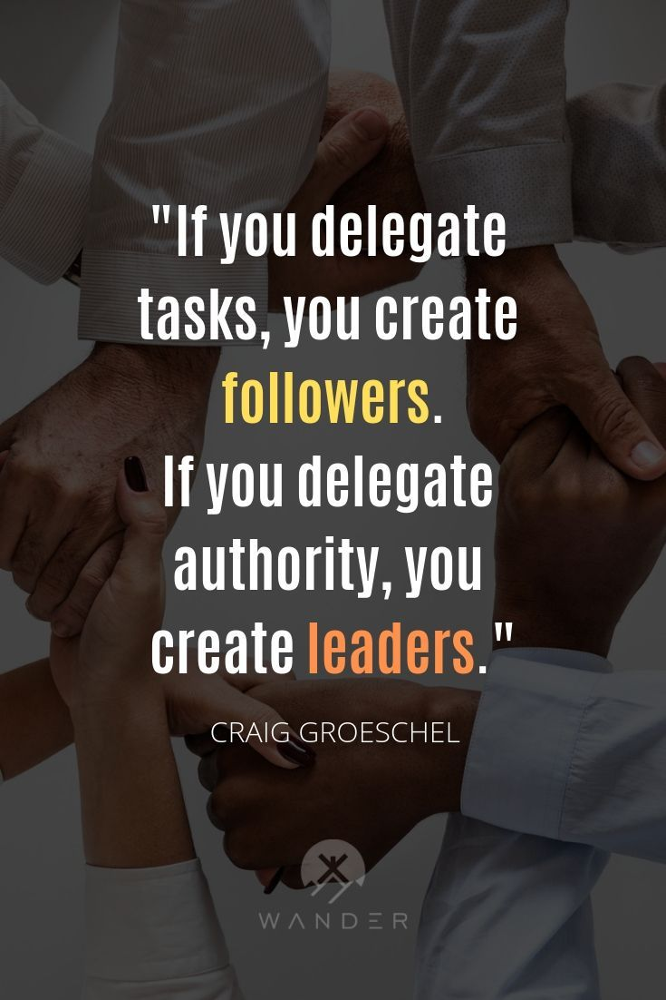 "If you delegate
tasks, you create
followers.
If you delegate
authority, you
create leaders."
CRAIG GROESCHEL
WANDER